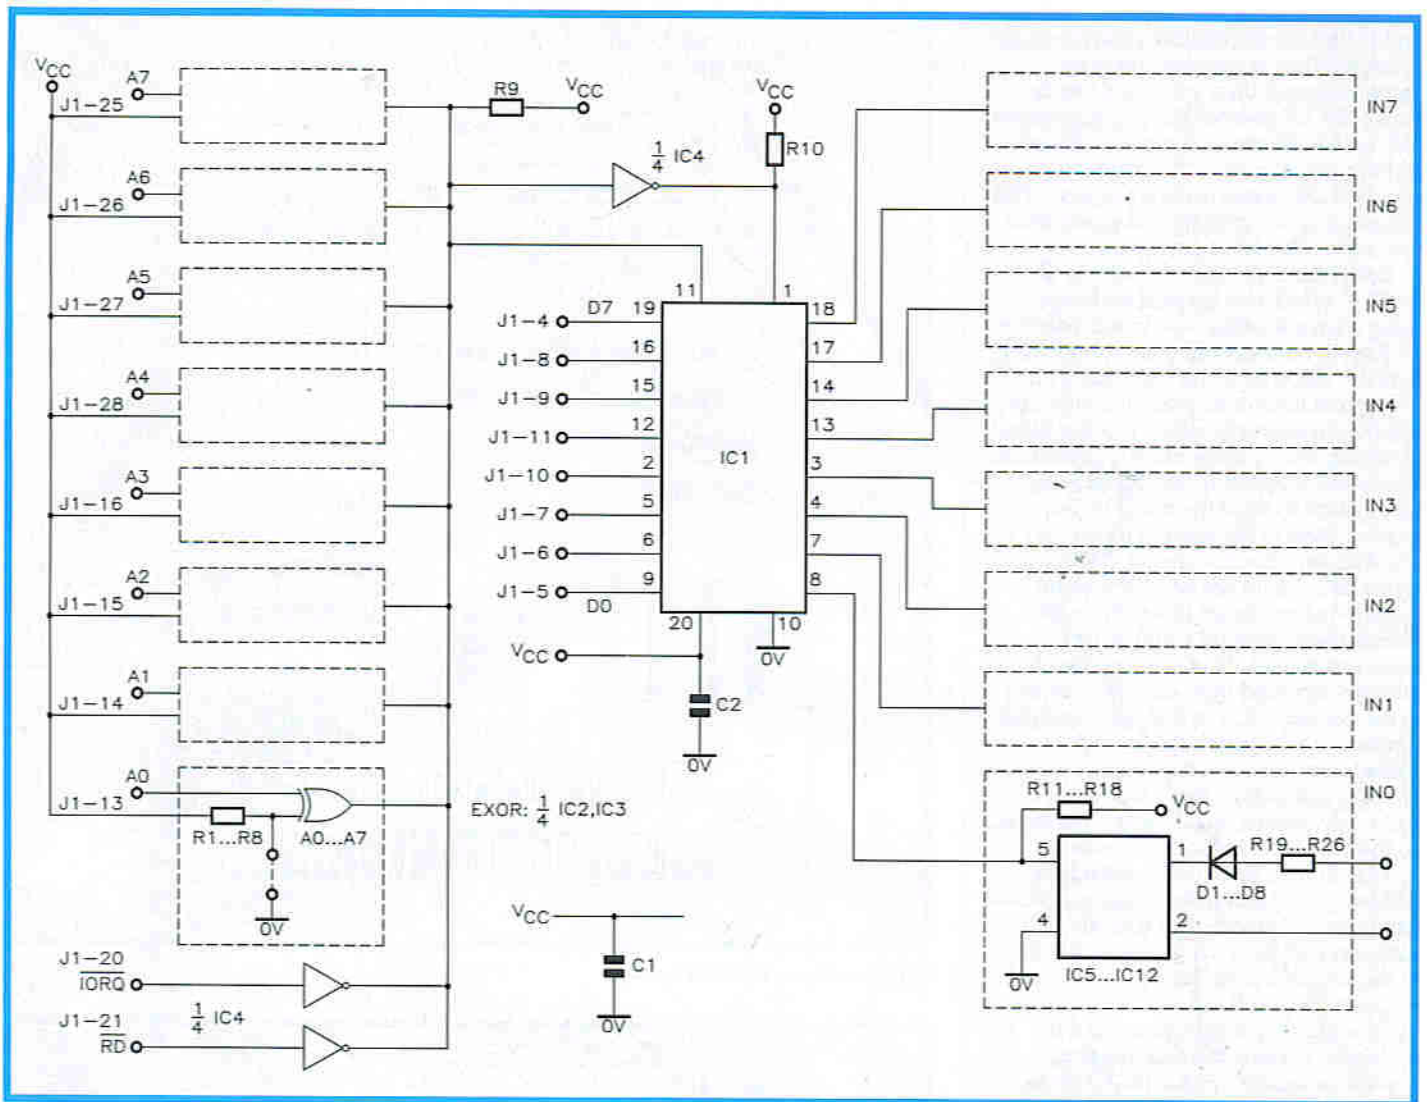 VCC
A7
J1-25
A6
J1-26
A5
J1-27
A4
J1-28
A3
J1-16
A2
J1-15
A1
J1-14
A0
J1-13
R1...R8
A0...A7
0V
J1-20
IORQ
1/4 IC4
J1-21
RD
R9
VCC
1/4 IC4
VCC
R10
11
1
J1-4
D7
19
18
J1-8
16
17
J1-9
15
14
J1-11
12
13
IC1
J1-10
2
3
J1-7
5
4
J1-6
6
7
J1-5
D0
9
8
20
10
VCC
0V
C2
0V
EXOR: 1/4 IC2,IC3
VCC
C1
0V
IN7
IN6
IN5
IN4
IN3
IN2
IN1
IN0
R11...R18
VCC
R19...R26
5
1
D1...D8
4
2
0V
IC5...IC12